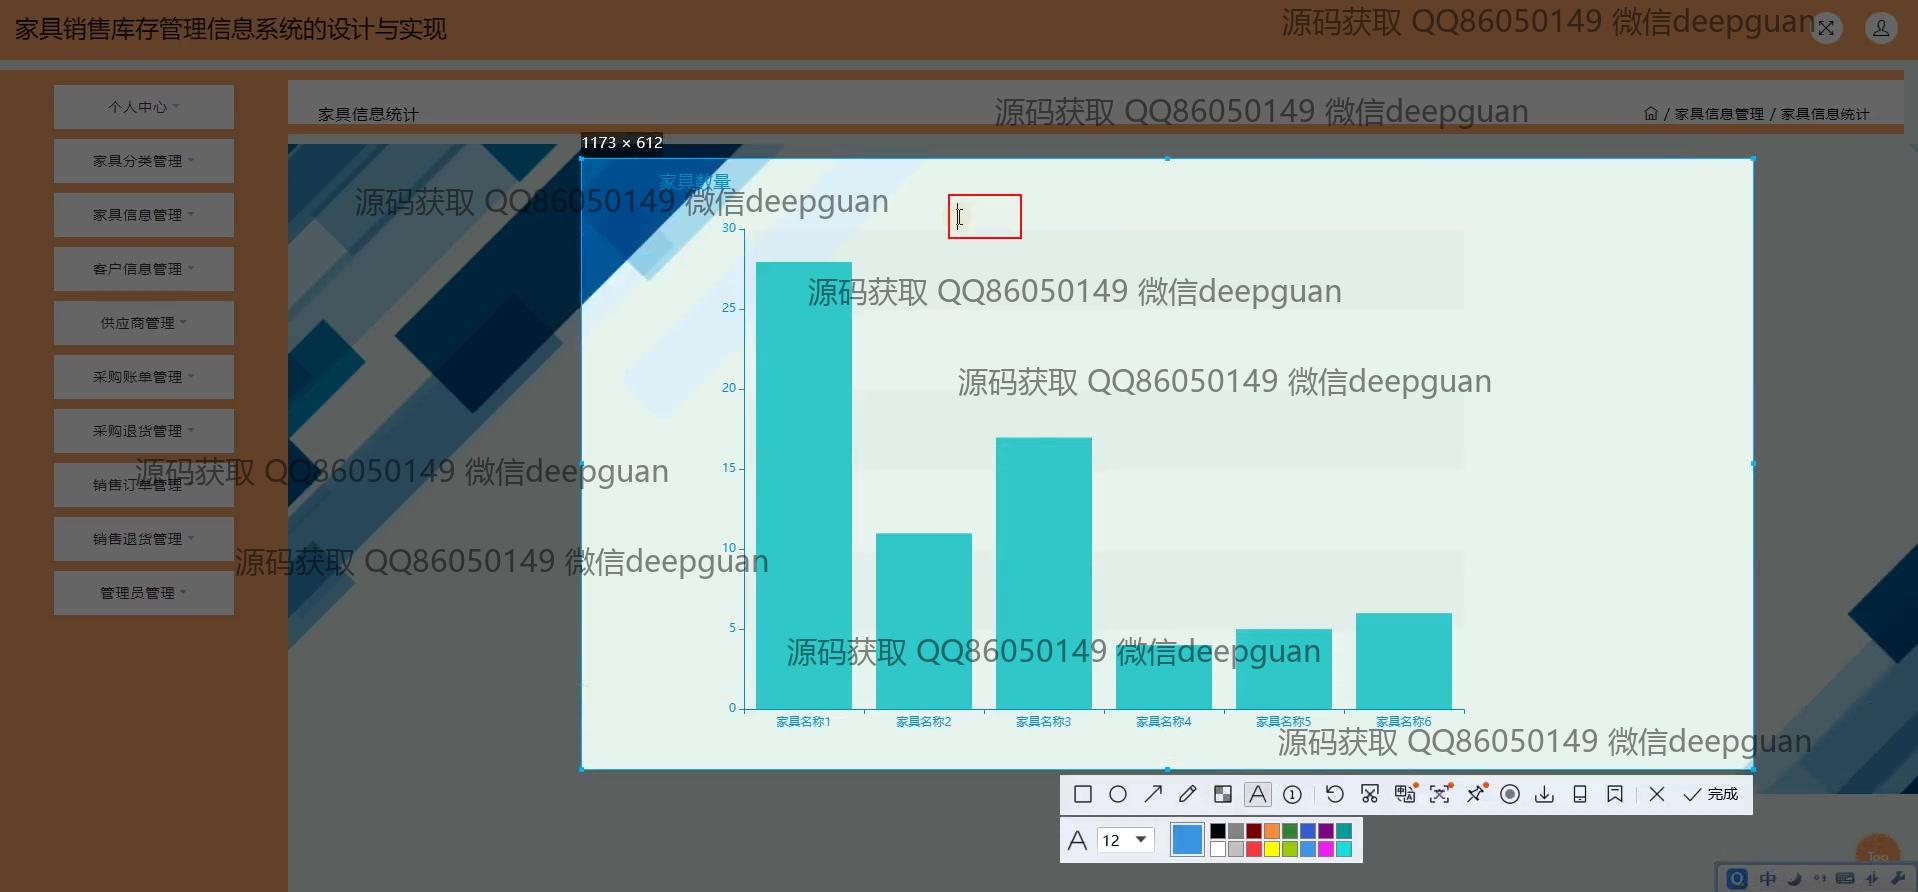 家具销售库存管理信息系统的设计与实现
源码获取 QQ86050149 微信deepguan
个人中心
家具分类管理
家具信息管理
客户信息管理
供应商管理
采购账单管理
采购退货管理
销售订单管理
销售退货管理
管理员管理
家具信息统计
源码获取 QQ86050149 微信deepguan
/ 家具信息管理 / 家具信息统计
1173 × 612
家具数量
源码获取 QQ86050149 微信deepguan
30
源码获取 QQ86050149 微信deepguan
25
源码获取 QQ86050149 微信deepguan
20
15
源码获取 QQ86050149 微信deepguan
10
源码获取 QQ86050149 微信deepguan
5
源码获取 QQ86050149 微信deepguan
0
家具名称1 家具名称2 家具名称3 家具名称4 家具名称5 家具名称6
源码获取 QQ86050149 微信deepguan
完成
12
Top
中